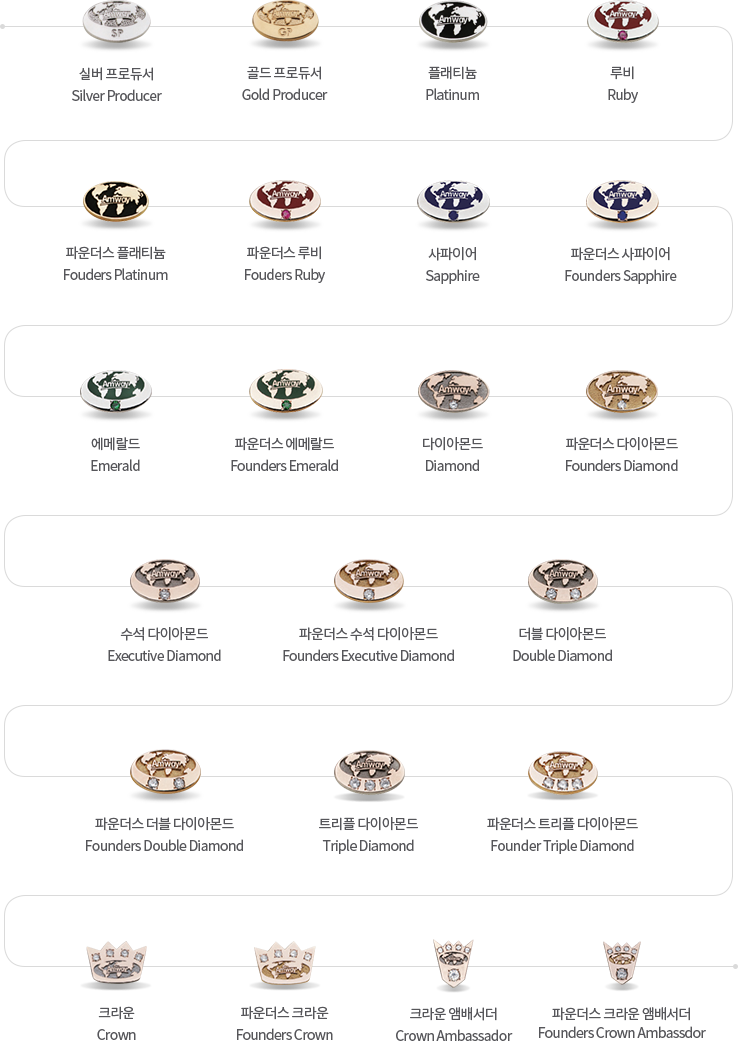 Amway
SP
Amway
GP
Amway
Amway
실버 프로듀서
골드 프로듀서
플래티늄
루비
Silver Producer
Gold Producer
Platinum
Ruby
Amway
Amway
Amway
Amway
파운더스 플래티늄
파운더스 루비
사파이어
파운더스 사파이어
Fouders Platinum
Fouders Ruby
Sapphire
Founders Sapphire
Amway
Amway
Amway
Amway
에메랄드
파운더스 에메랄드
다이아몬드
파운더스 다이아몬드
Emerald
Founders Emerald
Diamond
Founders Diamond
Amway
Amway
Amway
수석 다이아몬드
파운더스 수석 다이아몬드
더블 다이아몬드
Executive Diamond
Founders Executive Diamond
Double Diamond
Amway
Amway
Amway
파운더스 더블 다이아몬드
트리플 다이아몬드
파운더스 트리플 다이아몬드
Founders Double Diamond
Triple Diamond
Founder Triple Diamond
Amway
Amway
크라운
파운더스 크라운
크라운 앰배서더
파운더스 크라운 앰배서더
Crown
Founders Crown
Crown Ambassador
Founders Crown Ambassdor